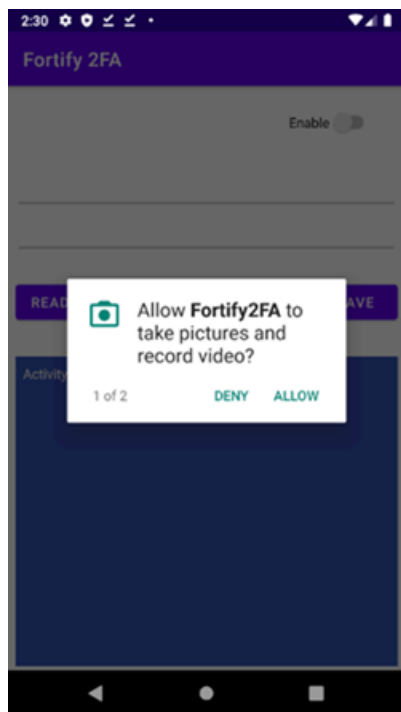 2:30
Fortify 2FA
Enable
READ
AVE
Allow Fortify2FA to
take pictures and
record video?
Activity
1 of 2 DENY ALLOW